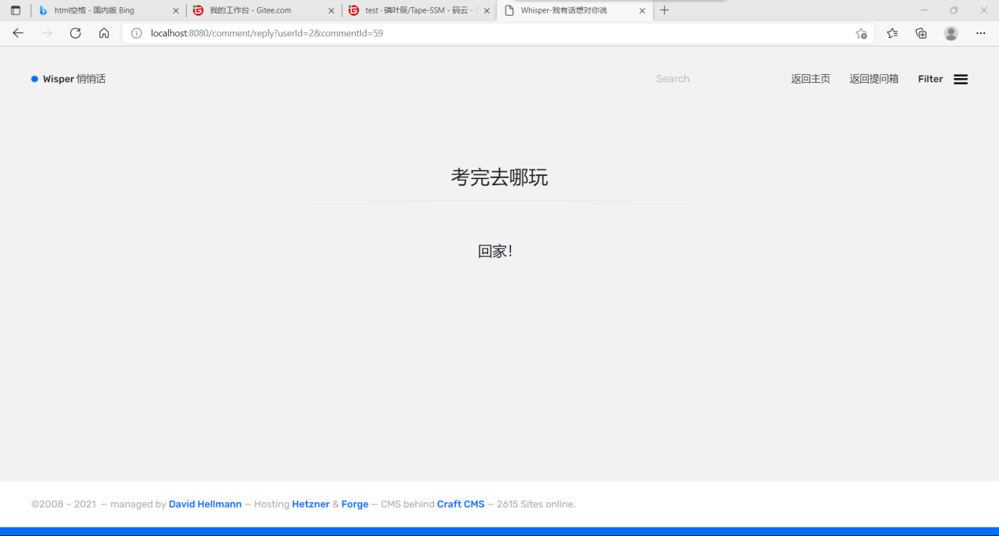 html空格 - 国内版 Bing
我的工作台 - Gitee.com
test · 磷叶辰/Tape-SSM - 码云 -
Whisper-我有话想对你说
localhost:8080/comment/reply?userId=2&commentId=59
Wisper 悄悄话
Search
返回主页
返回提问箱
Filter
考完去哪玩
回家!
©2008 – 2021 — managed by David Hellmann — Hosting Hetzner & Forge — CMS behind Craft CMS — 2615 Sites online.